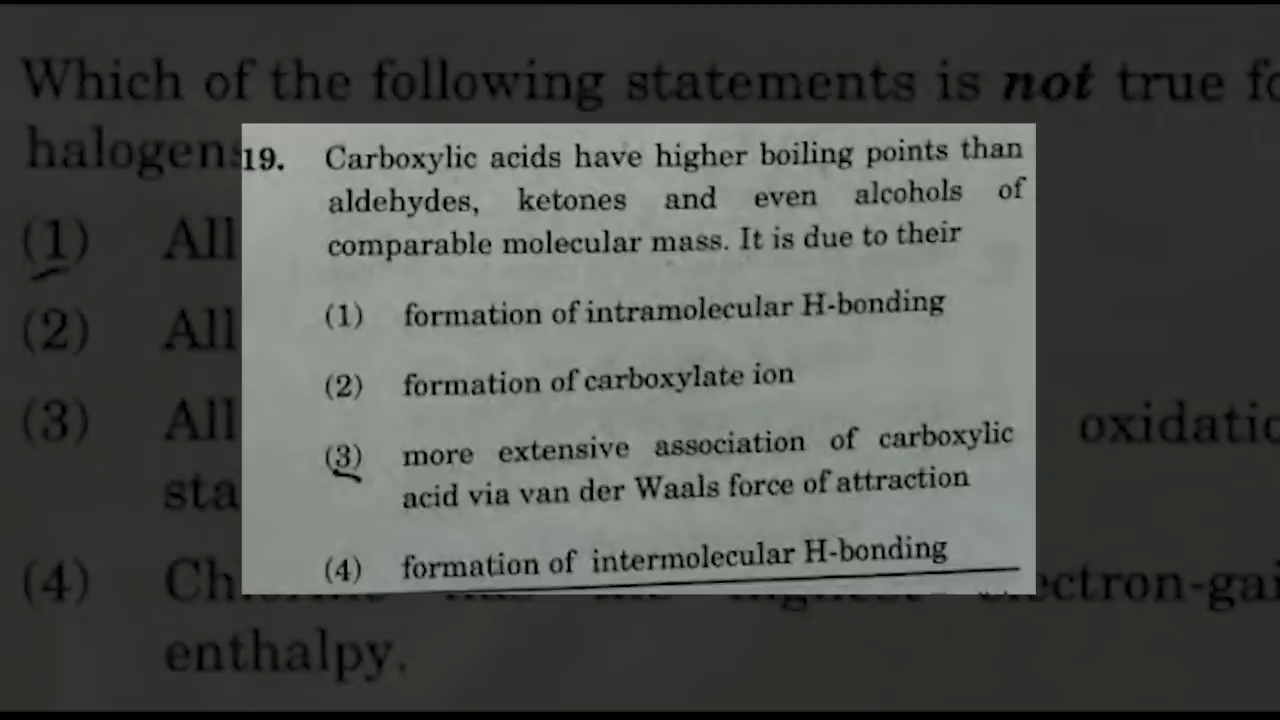 Which of the following statements is not true fo
halogens
19. Carboxylic acids have higher boiling points than
aldehydes, ketones and even alcohols of
comparable molecular mass. It is due to their
(1) formation of intramolecular H-bonding
(2) formation of carboxylate ion
(3) more extensive association of carboxylic
acid via van der Waals force of attraction
(4) formation of intermolecular H-bonding
(1) All
(2) All
(3) All oxidatio
sta
(4) Ch ectron-gai
enthalpy.